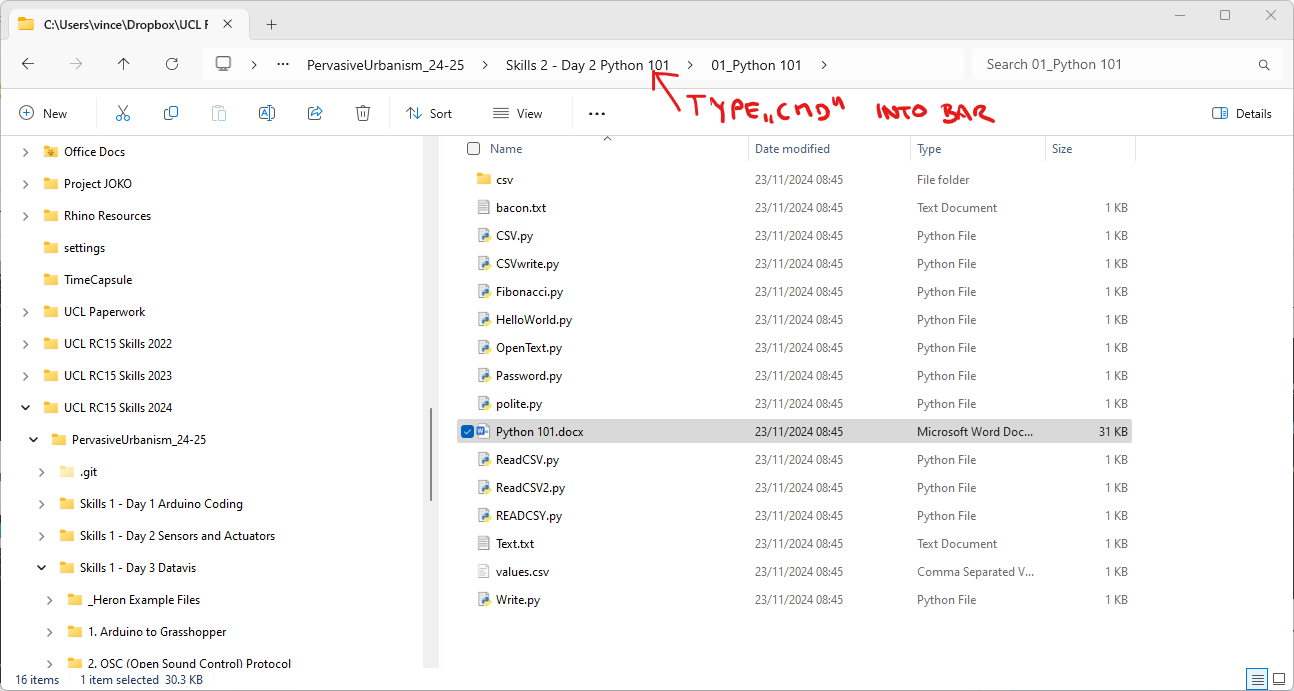 C:\Users\vince\Dropbox\UCL F
PervasiveUrbanism_24-25 Skills 2 - Day 2 Python 101 01_Python 101 Search 01_Python 101
TYPE „CMD" INTO BAR
New Sort View Details
Name Date modified Type Size
Office Docs
Project JOKO
Rhino Resources
settings
TimeCapsule
UCL Paperwork
UCL RC15 Skills 2022
UCL RC15 Skills 2023
UCL RC15 Skills 2024
PervasiveUrbanism_24-25
.git
Skills 1 - Day 1 Arduino Coding
Skills 1 - Day 2 Sensors and Actuators
Skills 1 - Day 3 Datavis
_Heron Example Files
1. Arduino to Grasshopper
2. OSC (Open Sound Control) Protocol
csv 23/11/2024 08:45 File folder
bacon.txt 23/11/2024 08:45 Text Document 1 KB
CSV.py 23/11/2024 08:45 Python File 1 KB
CSVwrite.py 23/11/2024 08:45 Python File 1 KB
Fibonacci.py 23/11/2024 08:45 Python File 1 KB
HelloWorld.py 23/11/2024 08:45 Python File 1 KB
OpenText.py 23/11/2024 08:45 Python File 1 KB
Password.py 23/11/2024 08:45 Python File 1 KB
polite.py 23/11/2024 08:45 Python File 1 KB
Python 101.docx 23/11/2024 08:45 Microsoft Word Doc... 31 KB
ReadCSV.py 23/11/2024 08:45 Python File 1 KB
ReadCSV2.py 23/11/2024 08:45 Python File 1 KB
READCSY.py 23/11/2024 08:45 Python File 1 KB
Text.txt 23/11/2024 08:45 Text Document 1 KB
values.csv 23/11/2024 08:45 Comma Separated V... 1 KB
Write.py 23/11/2024 08:45 Python File 1 KB
16 items 1 item selected 30.3 KB